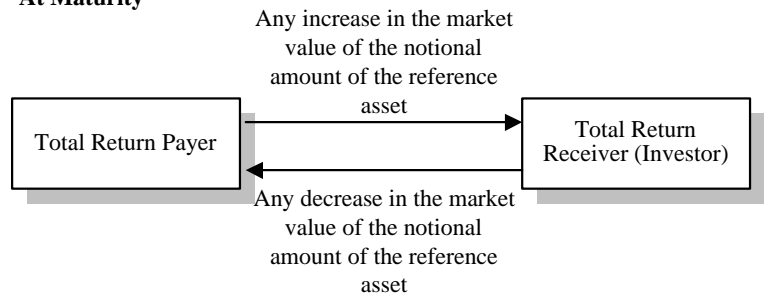 At Maturity
Any increase in the market
value of the notional
amount of the reference
asset
Total Return Payer
Total Return
Receiver (Investor)
Any decrease in the market
value of the notional
amount of the reference
asset